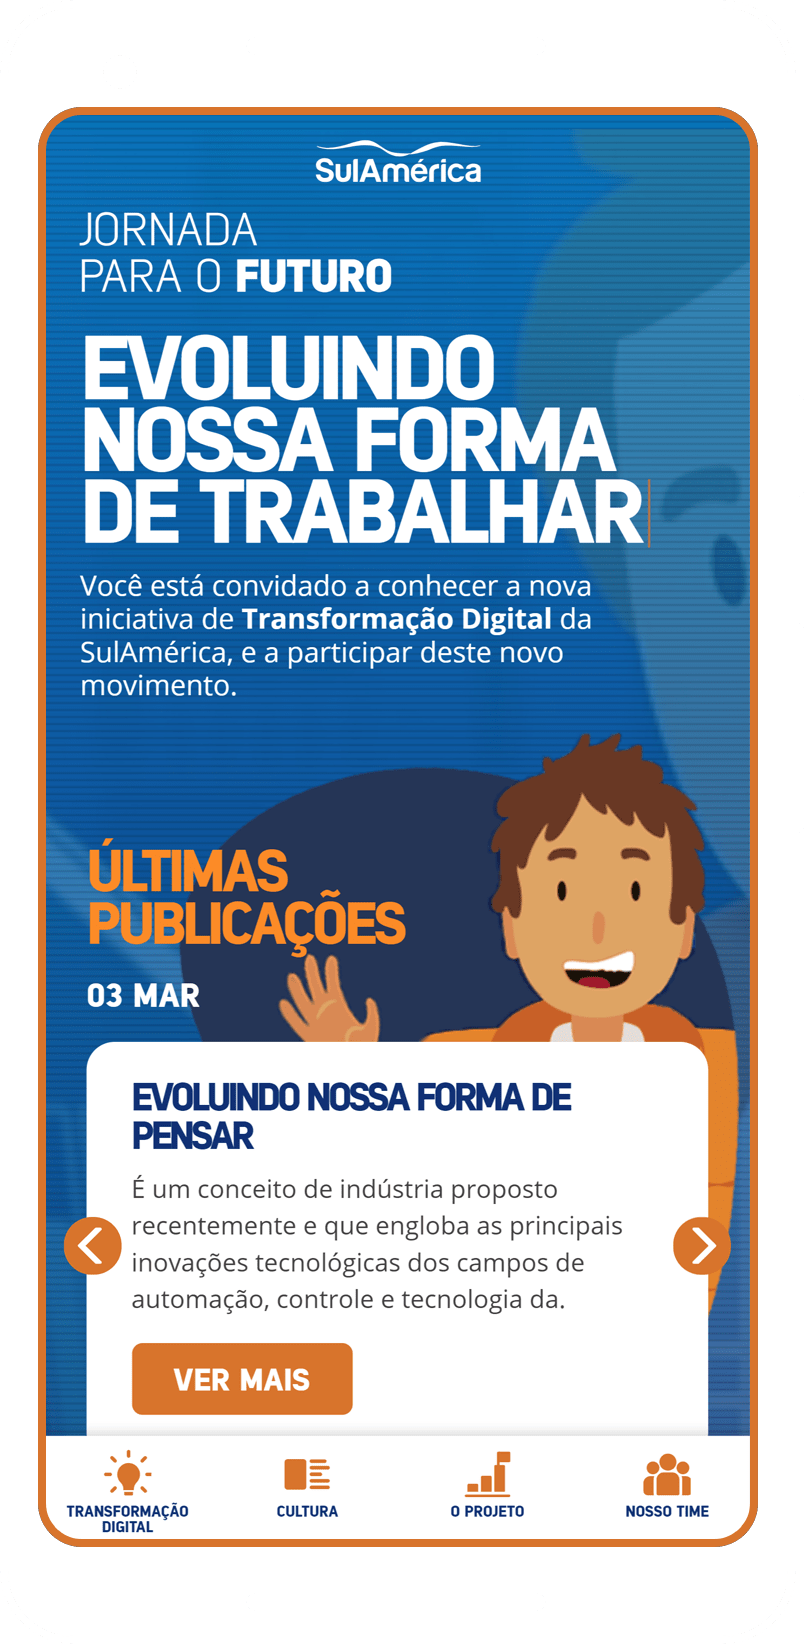 SulAmérica
JORNADA
PARA O FUTURO
EVOLUINDO
NOSSA FORMA
DE TRABALHAR
Você está convidado a conhecer a nova
iniciativa de Transformação Digital da
SulAmérica, e a participar deste novo
movimento.
ÚLTIMAS
PUBLICAÇÕES
03 MAR
EVOLUINDO NOSSA FORMA DE
PENSAR
É um conceito de indústria proposto
recentemente e que engloba as principais
inovações tecnológicas dos campos de
automação, controle e tecnologia da.
VER MAIS
TRANSFORMAÇÃO
DIGITAL
CULTURA
O PROJETO
NOSSO TIME